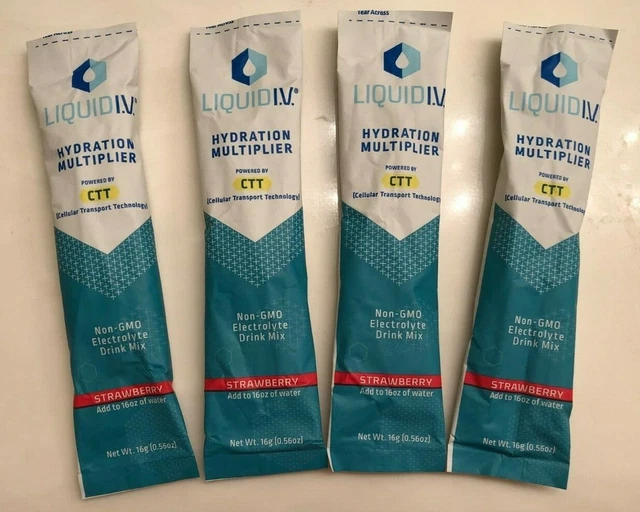 LIQUID I.V.
HYDRATION
MULTIPLIER
POWERED BY
CTT
(Cellular Transport Technology)
Non-GMO
Electrolyte
Drink Mix
STRAWBERRY
Add to 16oz of water
Net Wt. 16g (0.56oz)
Tear Across
LIQUID I.V.®
HYDRATION
MULTIPLIER
POWERED BY
CTT
(Cellular Transport Technology)
Non-GMO
Electrolyte
Drink Mix
STRAWBERRY
Add to 16oz of water
Net Wt. 16g (0.56oz)
Tear Across
LIQUID I.V.
HYDRATION
MULTIPLIER
POWERED BY
CTT
(Cellular Transport Technology)
Non-GMO
Electrolyte
Drink Mix
STRAWBERRY
Add to 16oz of water
Net Wt. 16g (0.56oz)
LIQUID I.V.
HYDRATION
MULTIPLIER
POWERED BY
CTT
(Cellular Transport Technology
Non-GMO
Electrolyte
Drink Mix
STRAWBERRY
Add to 16oz of water
Net Wt. 16g (0.56oz)